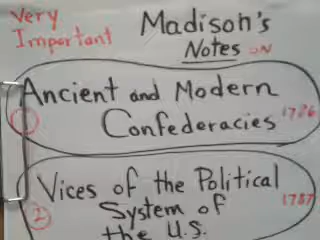 Very
Important
Madison's
Notes on
Ancient and Modern
1 Confederacies 1786
Vices of the Political
2 System of 1787
the U.S.